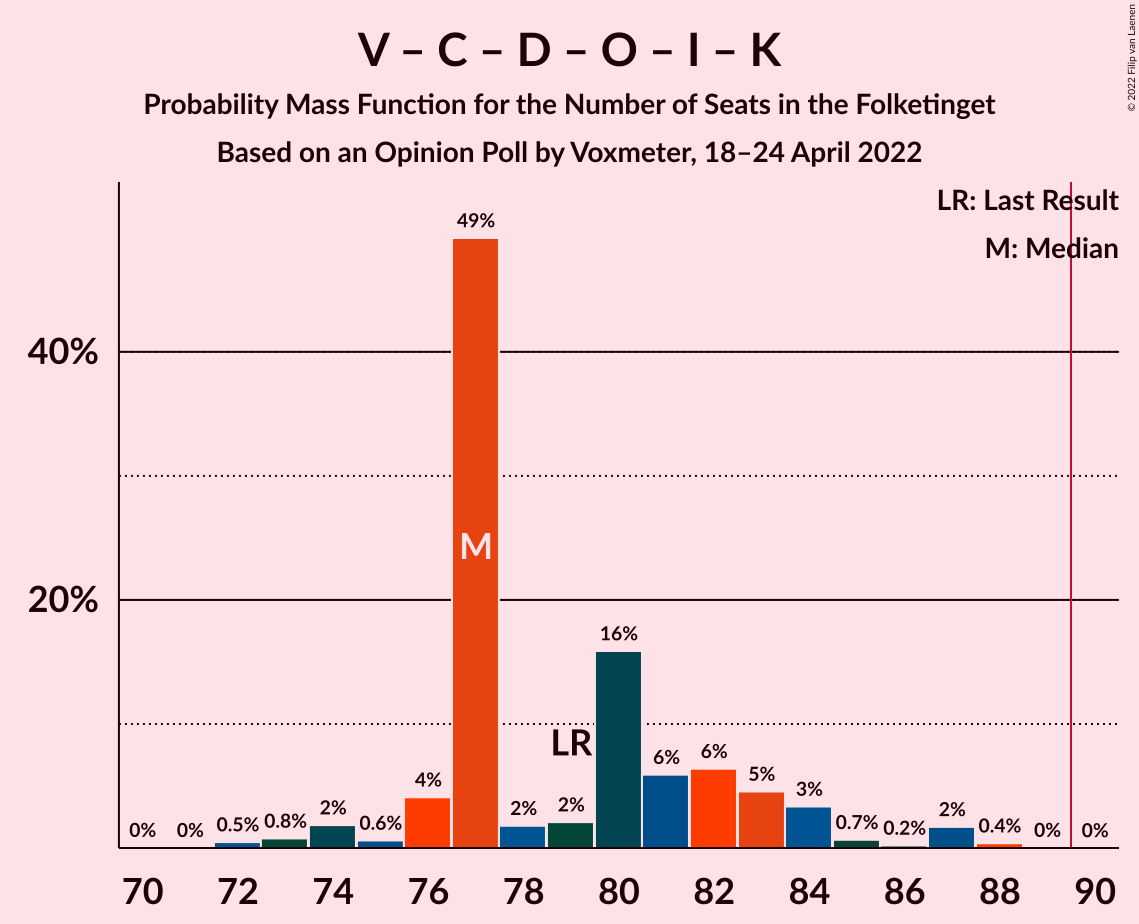 V – C – D – O – I – K
Probability Mass Function for the Number of Seats in the Folketinget
Based on an Opinion Poll by Voxmeter, 18–24 April 2022
© 2022 Filip van Laenen
LR: Last Result
M: Median
49%
40%
M
20%
16%
LR
6%
6%
5%
4%
3%
2%
2%
2%
2%
0%
0%
0.5%
0.8%
0.6%
0.7%
0.2%
0.4%
0%
0%
70 72 74 76 78 80 82 84 86 88 90